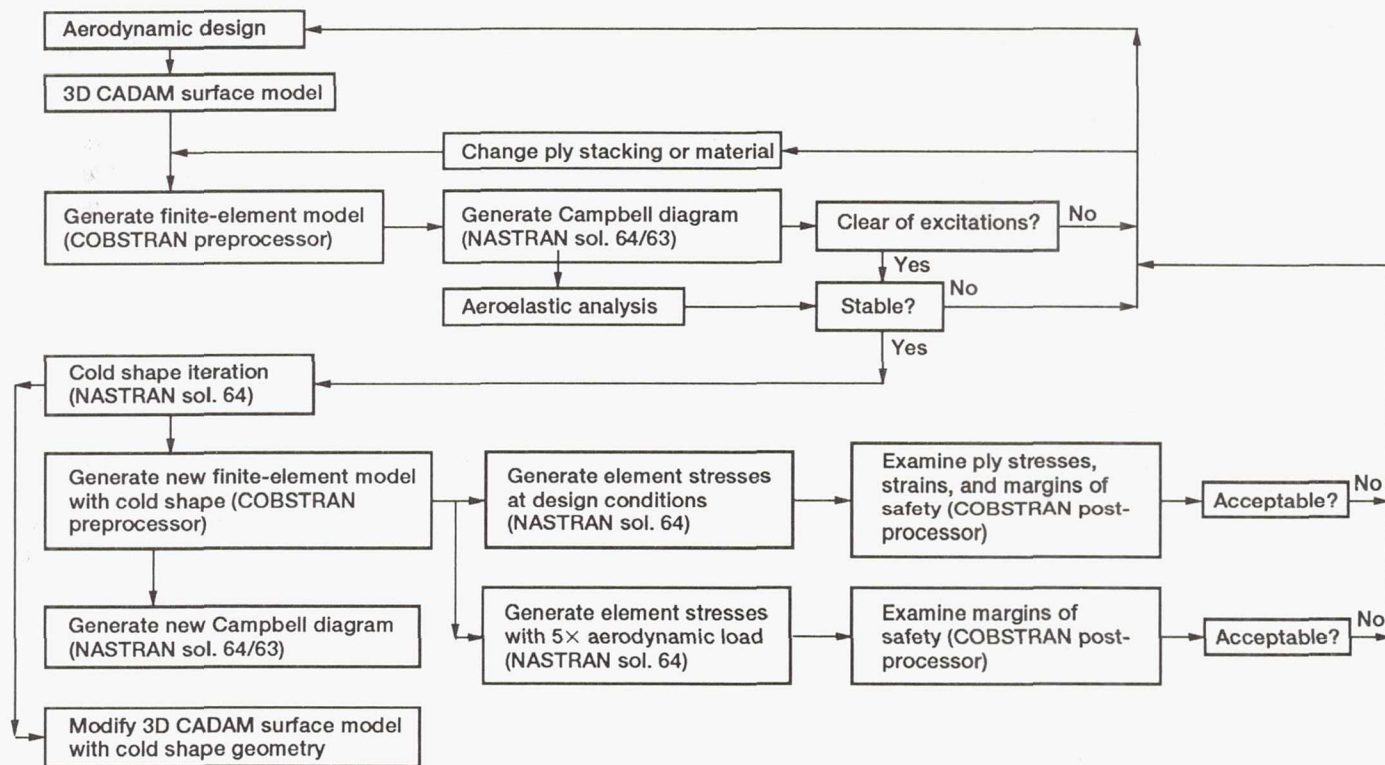 Aerodynamic design
3D CADAM surface model
Change ply stacking or material
Generate finite-element model
(COBSTRAN preprocessor)
Generate Campbell diagram
(NASTRAN sol. 64/63)
Clear of excitations?
No
Yes
Aeroelastic analysis
Stable?
No
Yes
Cold shape iteration
(NASTRAN sol. 64)
Generate new finite-element model
with cold shape (COBSTRAN
preprocessor)
Generate element stresses
at design conditions
(NASTRAN sol. 64)
Examine ply stresses,
strains, and margins of
safety (COBSTRAN post-
processor)
Acceptable?
No
Generate new Campbell diagram
(NASTRAN sol. 64/63)
Generate element stresses
with 5× aerodynamic load
(NASTRAN sol. 64)
Examine margins of
safety (COBSTRAN post-
processor)
Acceptable?
No
Modify 3D CADAM surface model
with cold shape geometry